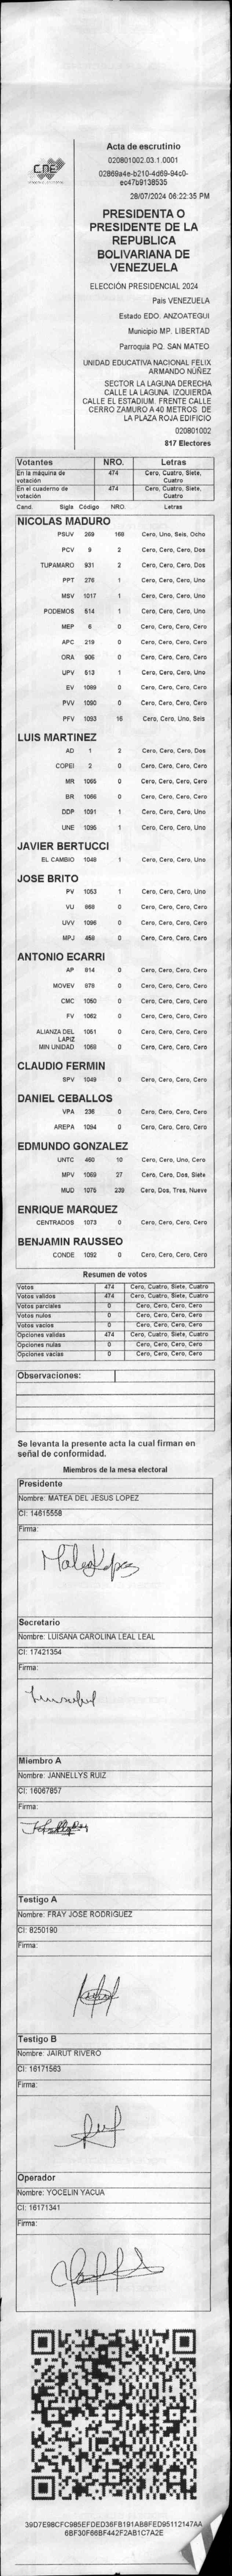 CNE
Acta de escrutinio
020801002.03.1.0001
02869a4e-b210-4d69-94c0-
ec47b9138535
28/07/2024 06:22:35 PM
PRESIDENTA O
PRESIDENTE DE LA
REPUBLICA
BOLIVARIANA DE
VENEZUELA
ELECCIÓN PRESIDENCIAL 2024
Pais VENEZUELA
Estado EDO. ANZOATEGUI
Municipio MP. LIBERTAD
Parroquia PQ. SAN MATEO
UNIDAD EDUCATIVA NACIONAL FELIX
ARMANDO NÚÑEZ
SECTOR LA LAGUNA DERECHA
CALLE LA LAGUNA. IZQUIERDA
CALLE EL ESTADIUM. FRENTE CALLE
CERRO ZAMURO A 40 METROS DE
LA PLAZA ROJA EDIFICIO
020801002
817 Electores
Votantes NRO. Letras
En la máquina de votación 474 Cero, Cuatro, Siete, Cuatro
En el cuaderno de votación 474 Cero, Cuatro, Siete, Cuatro
Cand. Sigla Código NRO. Letras
NICOLAS MADURO
PSUV 269 168 Cero, Uno, Seis, Ocho
PCV 9 2 Cero, Cero, Cero, Dos
TUPAMARO 931 2 Cero, Cero, Cero, Dos
PPT 276 1 Cero, Cero, Cero, Uno
MSV 1017 1 Cero, Cero, Cero, Uno
PODEMOS 514 1 Cero, Cero, Cero, Uno
MEP 6 0 Cero, Cero, Cero, Cero
APC 219 0 Cero, Cero, Cero, Cero
ORA 906 0 Cero, Cero, Cero, Cero
UPV 513 1 Cero, Cero, Cero, Uno
EV 1089 0 Cero, Cero, Cero, Cero
PVV 1090 0 Cero, Cero, Cero, Cero
PFV 1093 16 Cero, Cero, Uno, Seis
LUIS MARTINEZ
AD 1 2 Cero, Cero, Cero, Dos
COPEI 2 0 Cero, Cero, Cero, Cero
MR 1065 0 Cero, Cero, Cero, Cero
BR 1066 0 Cero, Cero, Cero, Cero
DDP 1091 1 Cero, Cero, Cero, Uno
UNE 1095 1 Cero, Cero, Cero, Uno
JAVIER BERTUCCI
EL CAMBIO 1048 1 Cero, Cero, Cero, Uno
JOSE BRITO
PV 1053 1 Cero, Cero, Cero, Uno
VU 868 0 Cero, Cero, Cero, Cero
UVV 1096 0 Cero, Cero, Cero, Cero
MPJ 458 0 Cero, Cero, Cero, Cero
ANTONIO ECARRI
AP 914 0 Cero, Cero, Cero, Cero
MOVEV 979 0 Cero, Cero, Cero, Cero
CMC 1050 0 Cero, Cero, Cero, Cero
FV 1062 0 Cero, Cero, Cero, Cero
ALIANZA DEL LAPIZ 1051 0 Cero, Cero, Cero, Cero
MIN UNIDAD 1068 0 Cero, Cero, Cero, Cero
CLAUDIO FERMIN
SPV 1049 0 Cero, Cero, Cero, Cero
DANIEL CEBALLOS
VPA 236 0 Cero, Cero, Cero, Cero
AREPA 1094 0 Cero, Cero, Cero, Cero
EDMUNDO GONZALEZ
UNTC 460 10 Cero, Cero, Uno, Cero
MPV 1069 27 Cero, Cero, Dos, Siete
MUD 1075 239 Cero, Dos, Tres, Nueve
ENRIQUE MARQUEZ
CENTRADOS 1073 0 Cero, Cero, Cero, Cero
BENJAMIN RAUSSEO
CONDE 1092 0 Cero, Cero, Cero, Cero
Resumen de votos
Votos 474 Cero, Cuatro, Siete, Cuatro
Votos validos 474 Cero, Cuatro, Siete, Cuatro
Votos parciales 0 Cero, Cero, Cero, Cero
Votos nulos 0 Cero, Cero, Cero, Cero
Votos vacios 0 Cero, Cero, Cero, Cero
Opciones validas 474 Cero, Cuatro, Siete, Cuatro
Opciones nulas 0 Cero, Cero, Cero, Cero
Opciones vacias 0 Cero, Cero, Cero, Cero
Observaciones:
Se levanta la presente acta la cual firman en
señal de conformidad.
Miembros de la mesa electoral
Presidente
Nombre: MATEA DEL JESUS LOPEZ
CI: 14615558
Firma:
Matea Lopez
Secretario
Nombre: LUISANA CAROLINA LEAL LEAL
CI: 17421354
Firma:
Miembro A
Nombre: JANNELLYS RUIZ
CI: 16067857
Firma:
Testigo A
Nombre: FRAY JOSE RODRIGUEZ
CI: 8250190
Firma:
Testigo B
Nombre: JAIRUT RIVERO
CI: 16171563
Firma:
Operador
Nombre: YOCELIN YACUA
CI: 16171341
Firma:
39D7E98CFC985EFDED36FB191AB8FED95112147AA
6BF30F66BF442F2AB1C7A2E